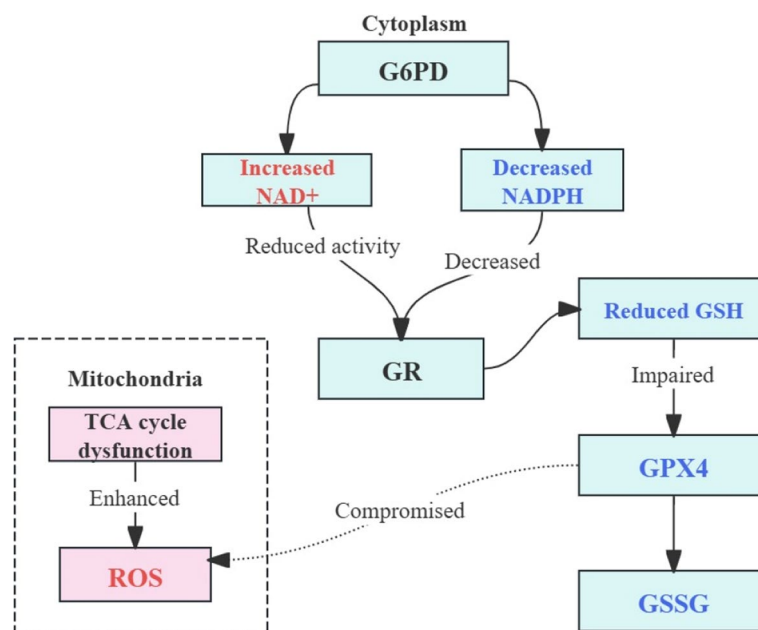 Cytoplasm
G6PD
Increased
NAD+
Decreased
NADPH
Reduced activity
Decreased
Reduced GSH
GR
Impaired
Mitochondria
TCA cycle
dysfunction
GPX4
Enhanced
Compromised
ROS
GSSG